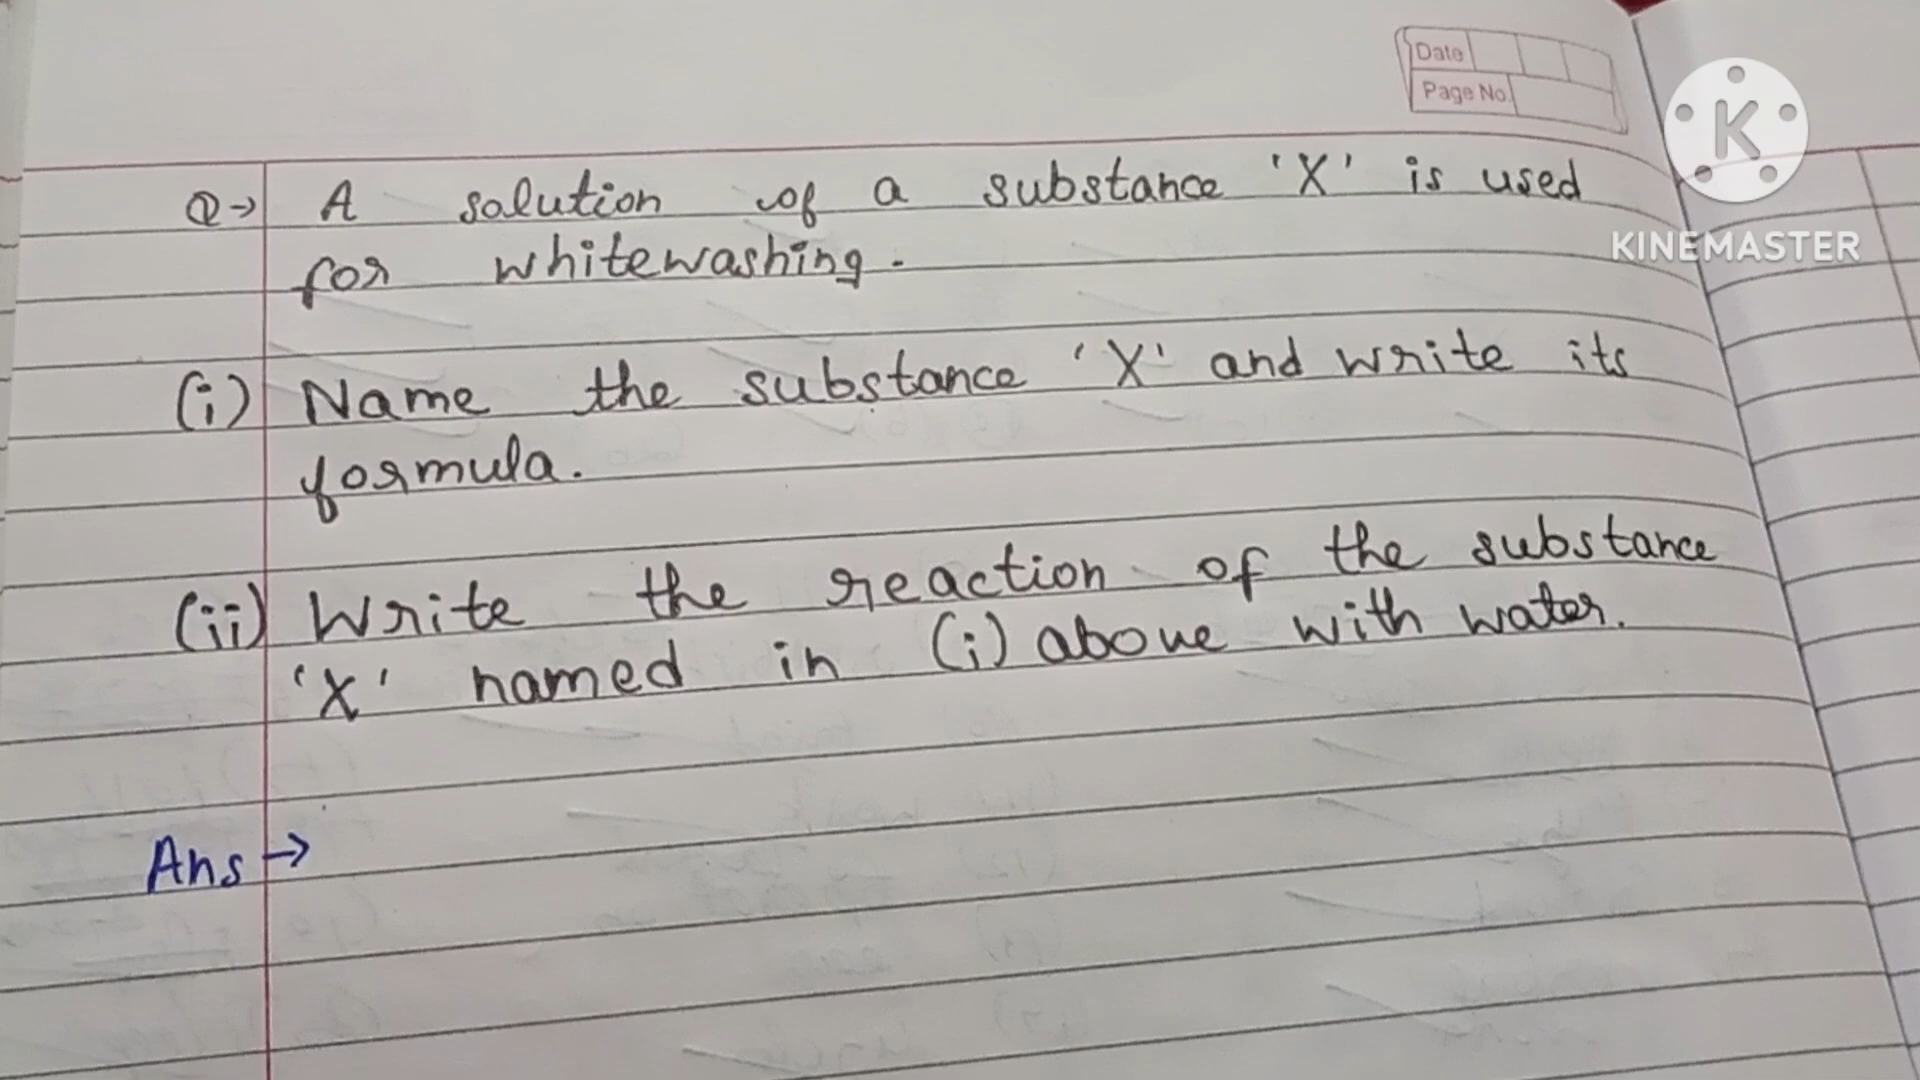 Date
Page No.
K
KINEMASTER
Q→ A solution of a substance 'X' is used
for whitewashing.
(i) Name the substance 'X' and write its
formula.
(ii) Write the reaction of the substance
'X' named in (i) above with water.
Ans →